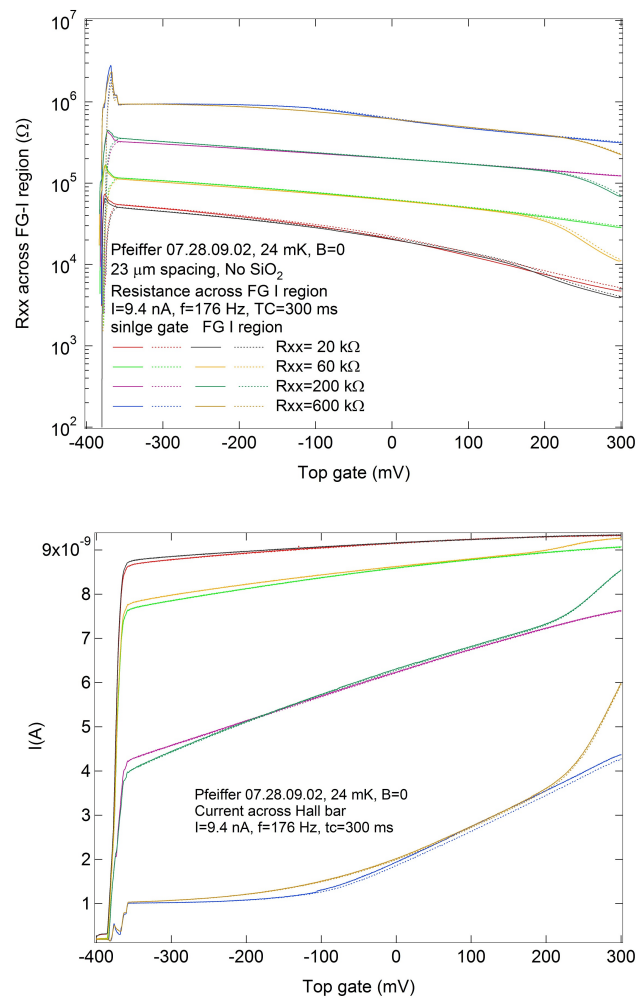 10⁷
10⁶
10⁵
10⁴
10³
10²
Rxx across FG-I region (Ω)
Pfeiffer 07.28.09.02, 24 mK, B=0
23 μm spacing, No SiO₂
Resistance across FG I region
I=9.4 nA, f=176 Hz, TC=300 ms
sinlge gate FG I region
Rxx= 20 kΩ
Rxx= 60 kΩ
Rxx=200 kΩ
Rxx=600 kΩ
-400 -300 -200 -100 0 100 200 300
Top gate (mV)
9x10⁻⁹
8
7
6
5
4
3
2
1
I(A)
Pfeiffer 07.28.09.02, 24 mK, B=0
Current across Hall bar
I=9.4 nA, f=176 Hz, tc=300 ms
-400 -300 -200 -100 0 100 200 300
Top gate (mV)